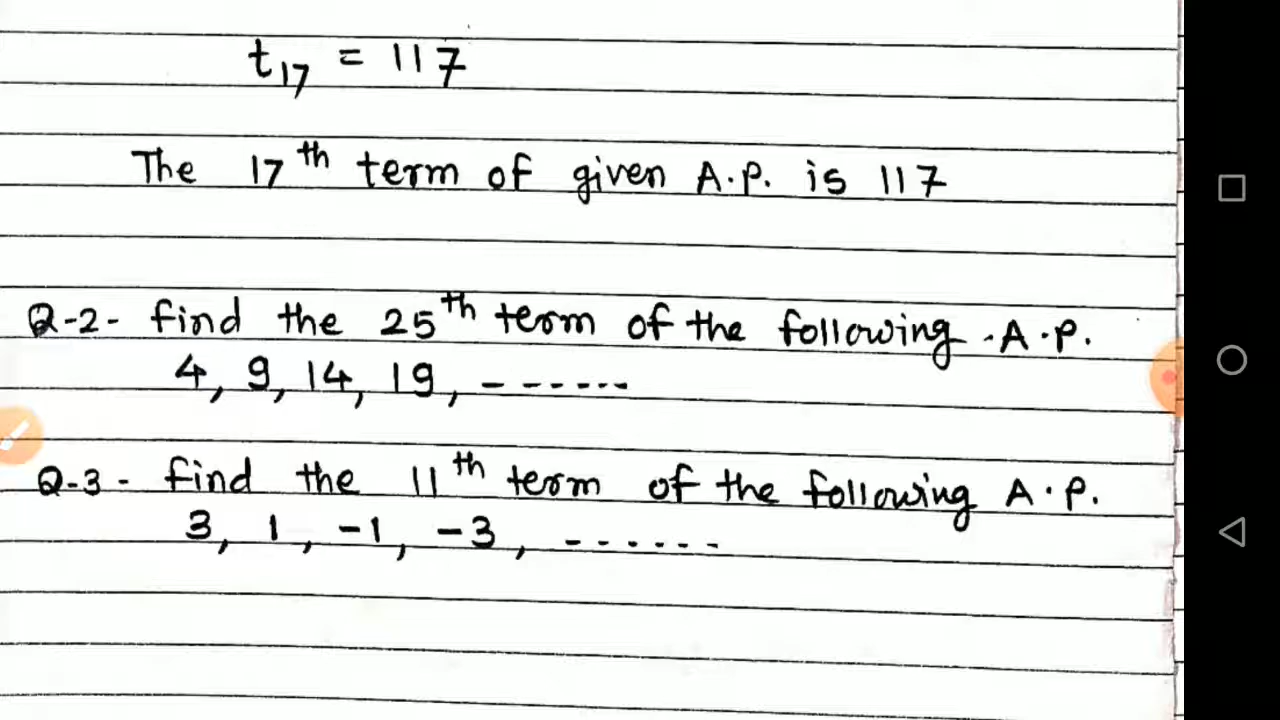 t17 = 117
The 17th term of given A.P. is 117
Q-2- find the 25th term of the following .A.P.
4, 9, 14, 19, - - - - - -
Q-3- find the 11th term of the following A.P.
3, 1, -1, -3, - - - - - -